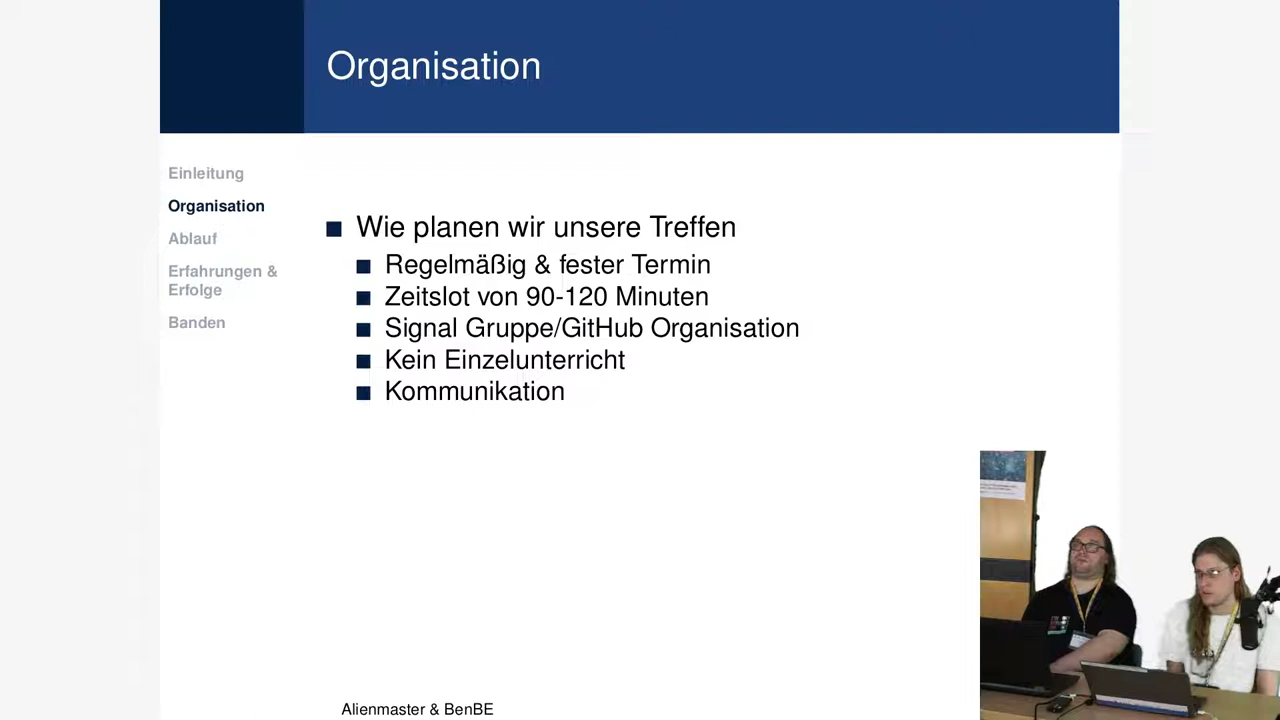 Organisation
Einleitung
Organisation
Ablauf
Erfahrungen &
Erfolge
Banden
Wie planen wir unsere Treffen
Regelmäßig & fester Termin
Zeitslot von 90-120 Minuten
Signal Gruppe/GitHub Organisation
Kein Einzelunterricht
Kommunikation
Alienmaster & BenBE